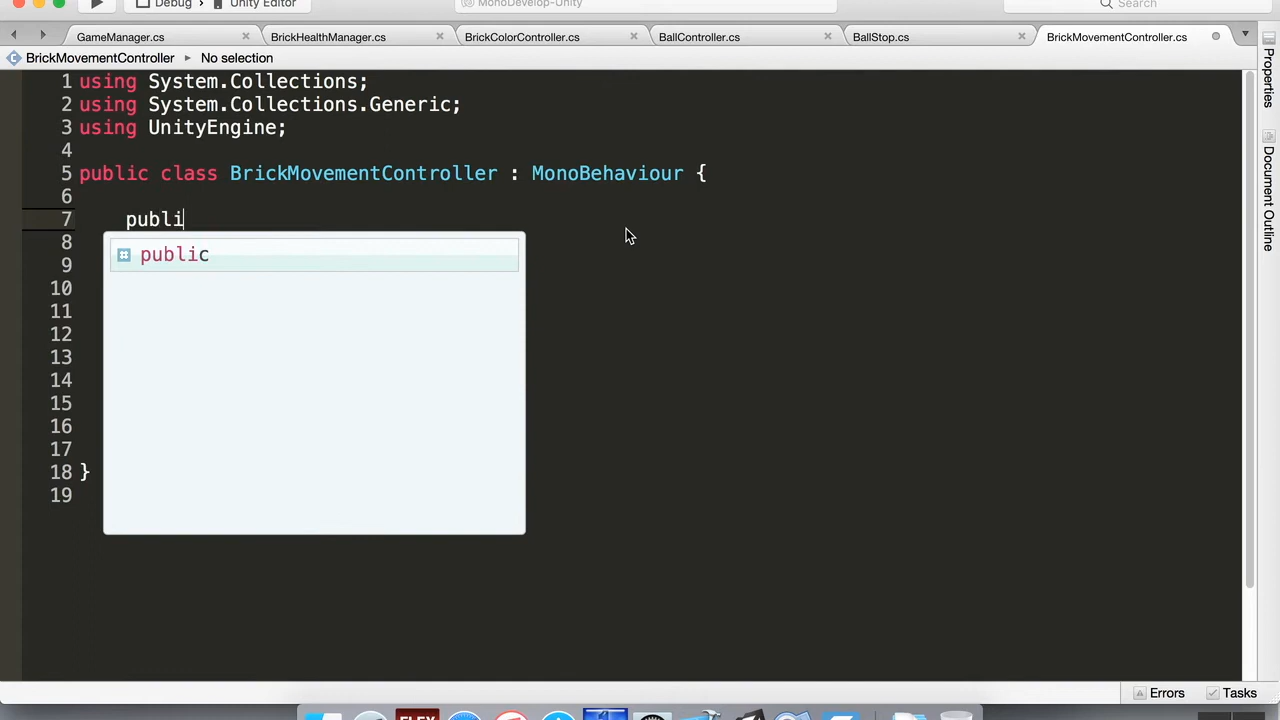 Debug
Unity Editor
MonoDevelop-Unity
Search
GameManager.cs
BrickHealthManager.cs
BrickColorController.cs
BallController.cs
BallStop.cs
BrickMovementController.cs
BrickMovementController
No selection
1 using System.Collections;
2 using System.Collections.Generic;
3 using UnityEngine;
4
5 public class BrickMovementController : MonoBehaviour {
6
7 publi
public
8
9
10
11
12
13
14
15
16
17
18 }
19
Properties
Document Outline
Errors
Tasks
FLEX